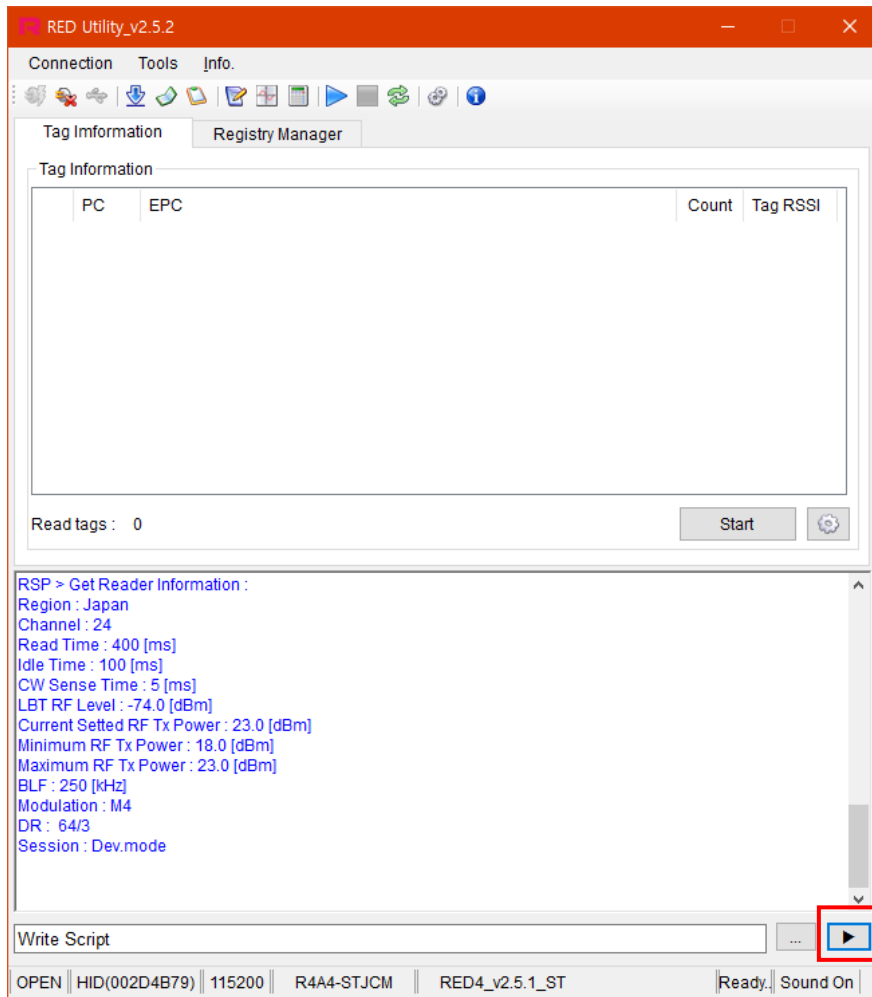 RED Utility_v2.5.2
Connection Tools Info.
Tag Imformation Registry Manager
Tag Information
PC EPC Count Tag RSSI
Read tags : 0 Start
RSP > Get Reader Information :
Region : Japan
Channel : 24
Read Time : 400 [ms]
Idle Time : 100 [ms]
CW Sense Time : 5 [ms]
LBT RF Level : -74.0 [dBm]
Current Setted RF Tx Power : 23.0 [dBm]
Minimum RF Tx Power : 18.0 [dBm]
Maximum RF Tx Power : 23.0 [dBm]
BLF : 250 [kHz]
Modulation : M4
DR : 64/3
Session : Dev.mode
Write Script ...
OPEN HID(002D4B79) 115200 R4A4-STJCM RED4_v2.5.1_ST Ready.. Sound On